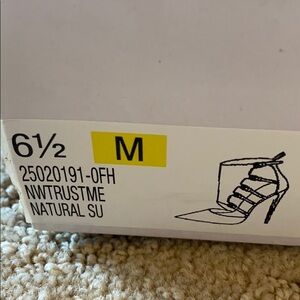 6½ M
25020191-0FH
NWTRUSTME
NATURAL SU